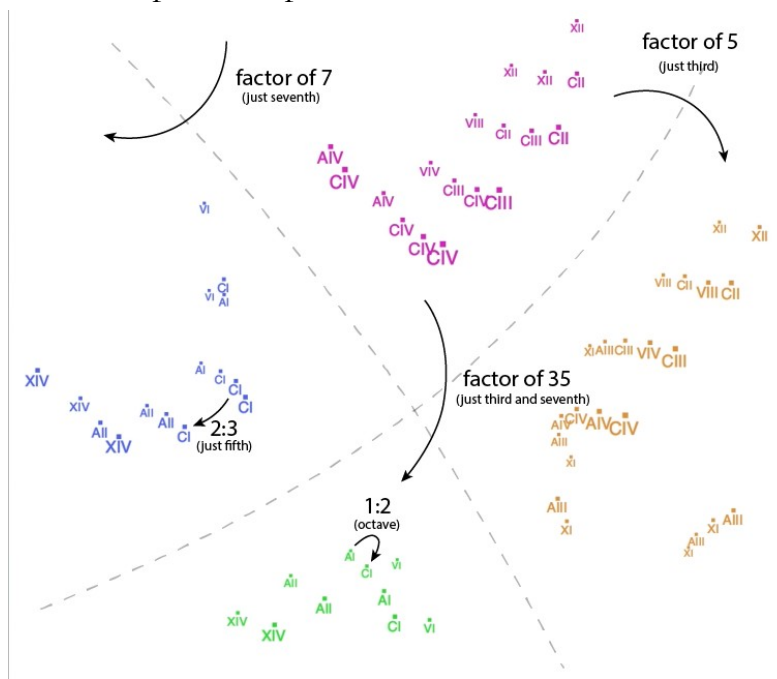 XII
factor of 5
(just third)
factor of 7
(just seventh)
XII
XII
CII
VIII
CII
CIII
CII
AIV
CIV
VIV
AIV
CIII
CIV
CIII
CIV
CIV
CIV
VI
CI
VI
AI
XII
XII
VIII
CII
VIII
CII
XI
AIII
CIII
VIV
CIII
AIV
CIV
AIV
CIV
AIII
XI
AIII
XI
AIII
XI
AIII
XI
XIV
XIV
AII
XIV
AII
AII
CI
AI
CI
CI
CI
2:3
(just fifth)
factor of 35
(just third and seventh)
1:2
(octave)
AI
CI
VI
AII
AII
AI
XIV
XIV
CI
VI